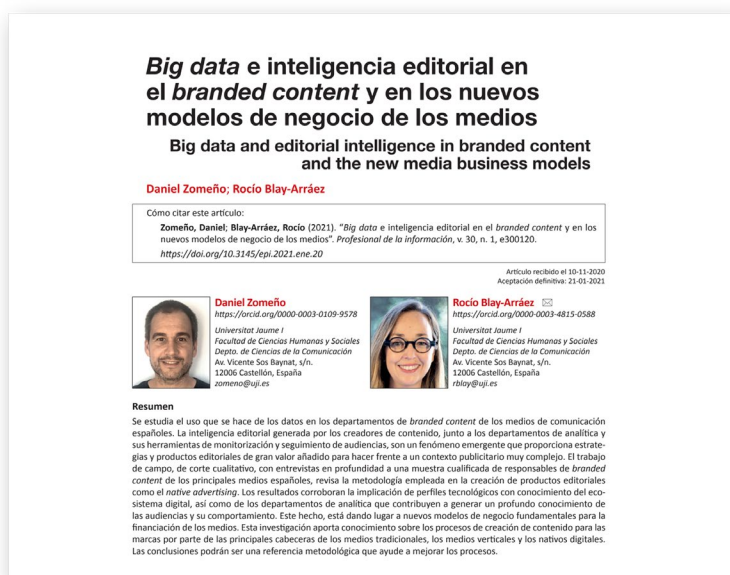 Big data e inteligencia editorial en
el branded content y en los nuevos
modelos de negocio de los medios
Big data and editorial intelligence in branded content
and the new media business models
Daniel Zomeño; Rocío Blay-Arráez
Cómo citar este artículo:
Zomeño, Daniel; Blay-Arráez, Rocío (2021). “Big data e inteligencia editorial en el branded content y en los
nuevos modelos de negocio de los medios”. Profesional de la información, v. 30, n. 1, e300120.
https://doi.org/10.3145/epi.2021.ene.20
Artículo recibido el 10-11-2020
Aceptación definitiva: 21-01-2021
Daniel Zomeño
https://orcid.org/0000-0003-0109-9578
Universitat Jaume I
Facultad de Ciencias Humanas y Sociales
Depto. de Ciencias de la Comunicación
Av. Vicente Sos Baynat, s/n.
12006 Castellón, España
zomeno@uji.es
Rocío Blay-Arráez
https://orcid.org/0000-0003-4815-0588
Universitat Jaume I
Facultad de Ciencias Humanas y Sociales
Depto. de Ciencias de la Comunicación
Av. Vicente Sos Baynat, s/n.
12006 Castellón, España
rblay@uji.es
Resumen
Se estudia el uso que se hace de los datos en los departamentos de branded content de los medios de comunicación
españoles. La inteligencia editorial generada por los creadores de contenido, junto a los departamentos de analítica y
sus herramientas de monitorización y seguimiento de audiencias, son un fenómeno emergente que proporciona estrate-
gias y productos editoriales de gran valor añadido para hacer frente a un contexto publicitario muy complejo. El trabajo
de campo, de corte cualitativo, con entrevistas en profundidad a una muestra cualificada de responsables de branded
content de los principales medios españoles, revisa la metodología empleada en la creación de productos editoriales
como el native advertising. Los resultados corroboran la implicación de perfiles tecnológicos con conocimiento del eco-
sistema digital, así como de los departamentos de analítica que contribuyen a generar un profundo conocimiento de
las audiencias y su comportamiento. Este hecho, está dando lugar a nuevos modelos de negocio fundamentales para la
financiación de los medios. Esta investigación aporta conocimiento sobre los procesos de creación de contenido para las
marcas por parte de las principales cabeceras de los medios tradicionales, los medios verticales y los nativos digitales.
Las conclusiones podrán ser una referencia metodológica que ayude a mejorar los procesos.